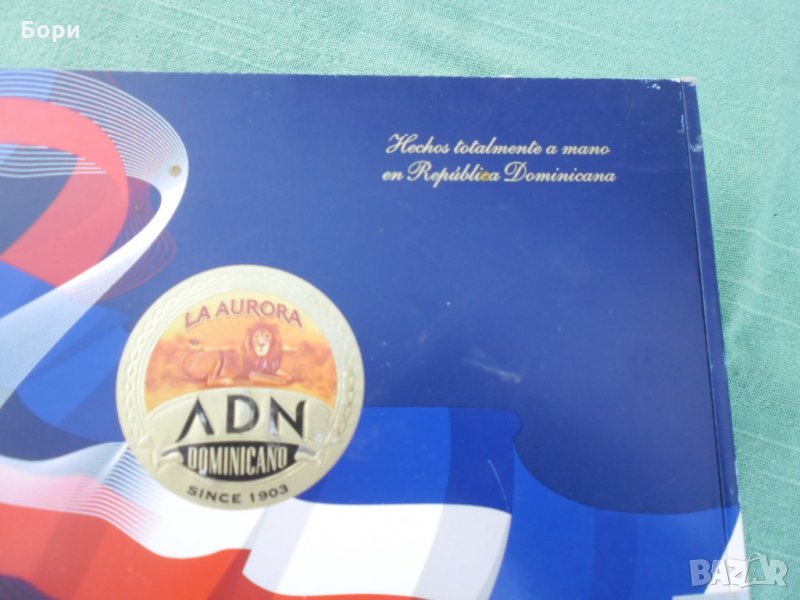 Бори
Hechos totalmente a mano
en República Dominicana
LA AURORA
ADN
DOMINICANO
SINCE 1903
BAZAR